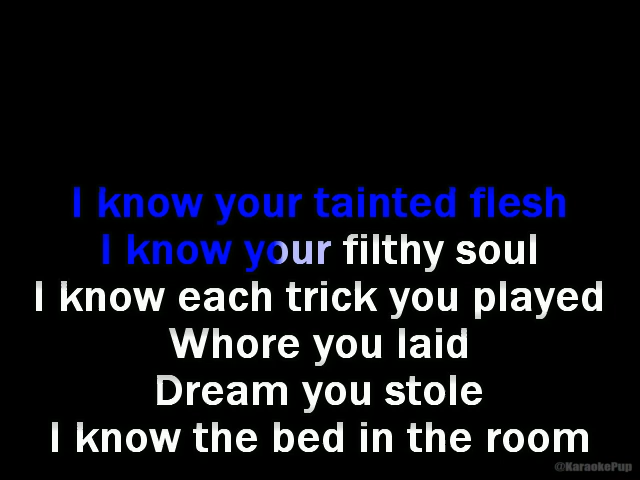 I know your tainted flesh
I know your filthy soul
I know each trick you played
Whore you laid
Dream you stole
I know the bed in the room
@KaraokePup